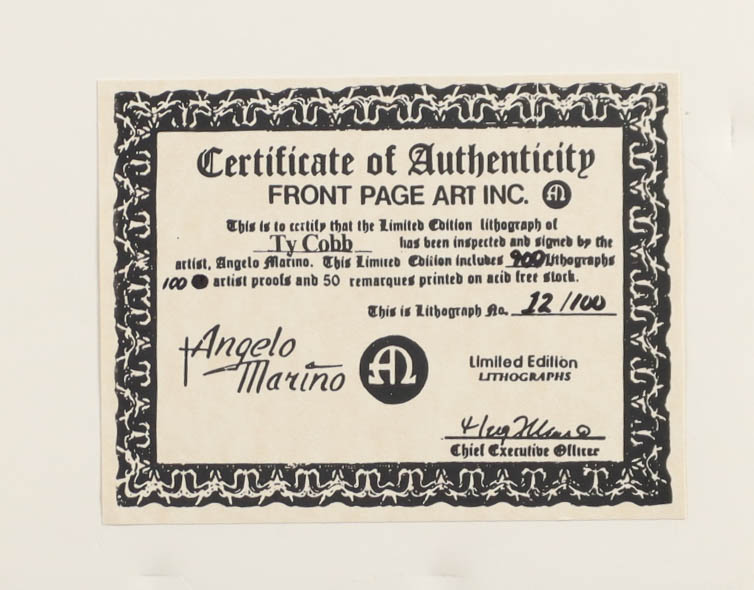 Certificate of Authenticity
FRONT PAGE ART INC.
This is to certify that the Limited Edition lithograph of
Ty Cobb has been inspected and signed by the
artist, Angelo Marino. This Limited Edition includes 900 lithographs
100 artist proofs and 50 remarques printed on acid free stock.
This is Lithograph No. 12/100
Angelo
Marino
Limited Edition
LITHOGRAPHS
Chief Executive Officer